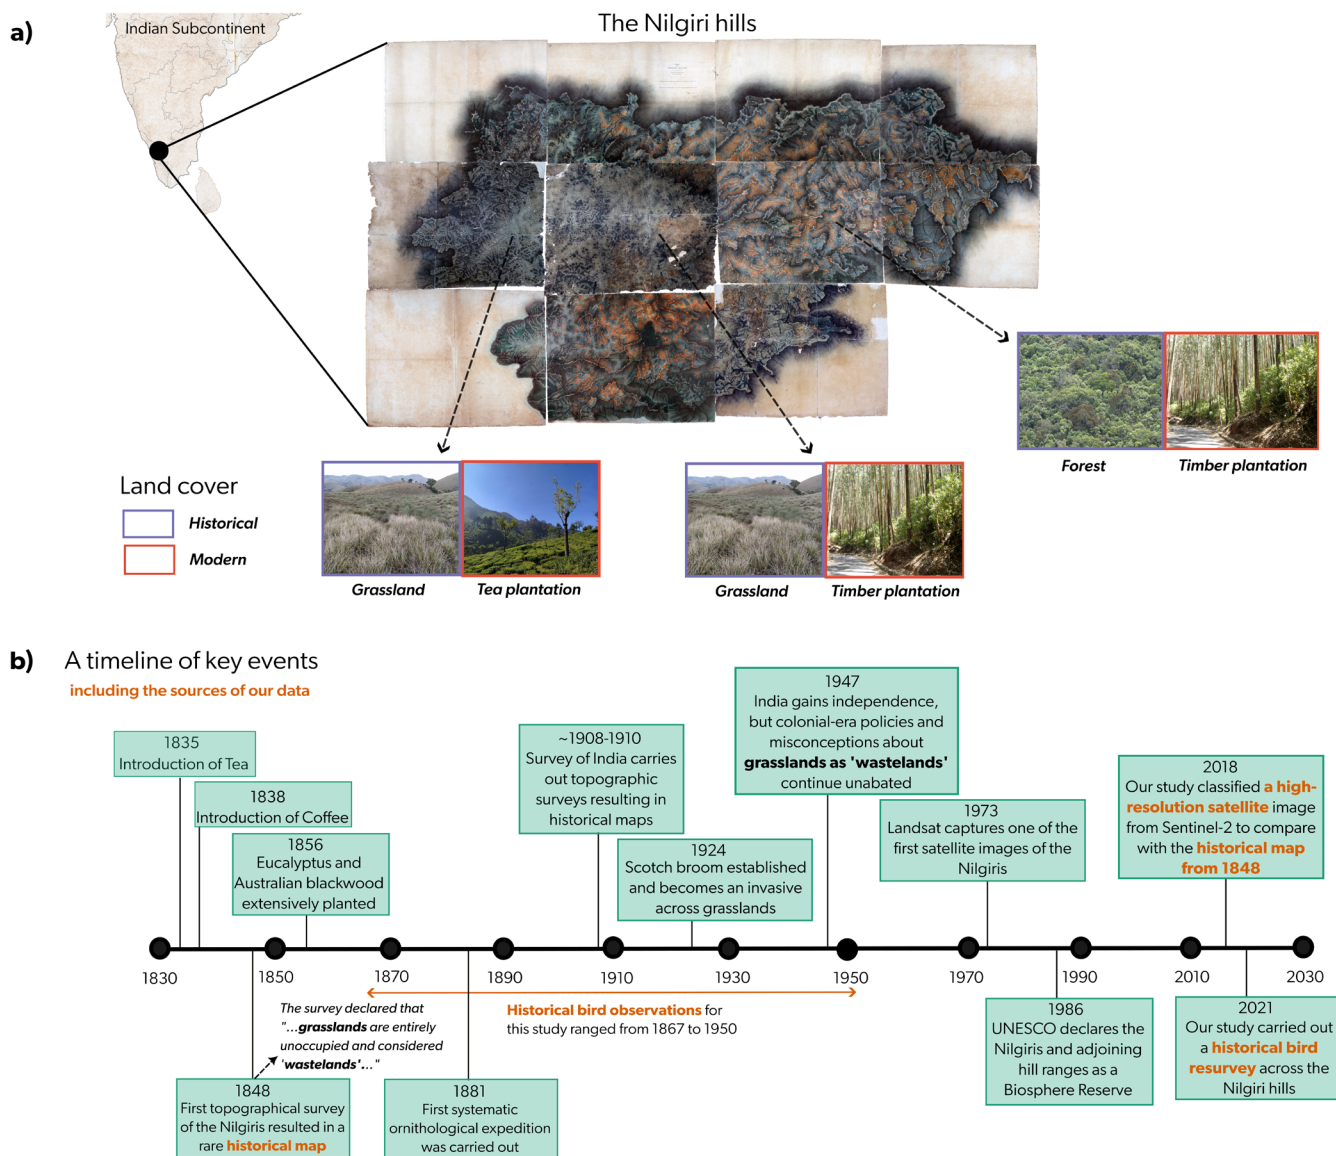 a)
Indian Subcontinent
The Nilgiri hills
Forest
Timber plantation
Land cover
Historical
Modern
Grassland
Tea plantation
Grassland
Timber plantation
b)
A timeline of key events
including the sources of our data
1835
Introduction of Tea
1838
Introduction of Coffee
1856
Eucalyptus and
Australian blackwood
extensively planted
~1908-1910
Survey of India carries
out topographic
surveys resulting in
historical maps
1924
Scotch broom established
and becomes an invasive
across grasslands
1947
India gains independence,
but colonial-era policies and
misconceptions about
grasslands as 'wastelands'
continue unabated
1973
Landsat captures one of the
first satellite images of the
Nilgiris
2018
Our study classified a high-
resolution satellite image
from Sentinel-2 to compare
with the historical map
from 1848
1830
1850
1870
1890
1910
1930
1950
1970
1990
2010
2030
The survey declared that
"...grasslands are entirely
unoccupied and considered
'wastelands'..."
Historical bird observations for
this study ranged from 1867 to 1950
1848
First topographical survey
of the Nilgiris resulted in a
rare historical map
1881
First systematic
ornithological expedition
was carried out
1986
UNESCO declares the
Nilgiris and adjoining
hill ranges as a
Biosphere Reserve
2021
Our study carried out
a historical bird
resurvey across the
Nilgiri hills